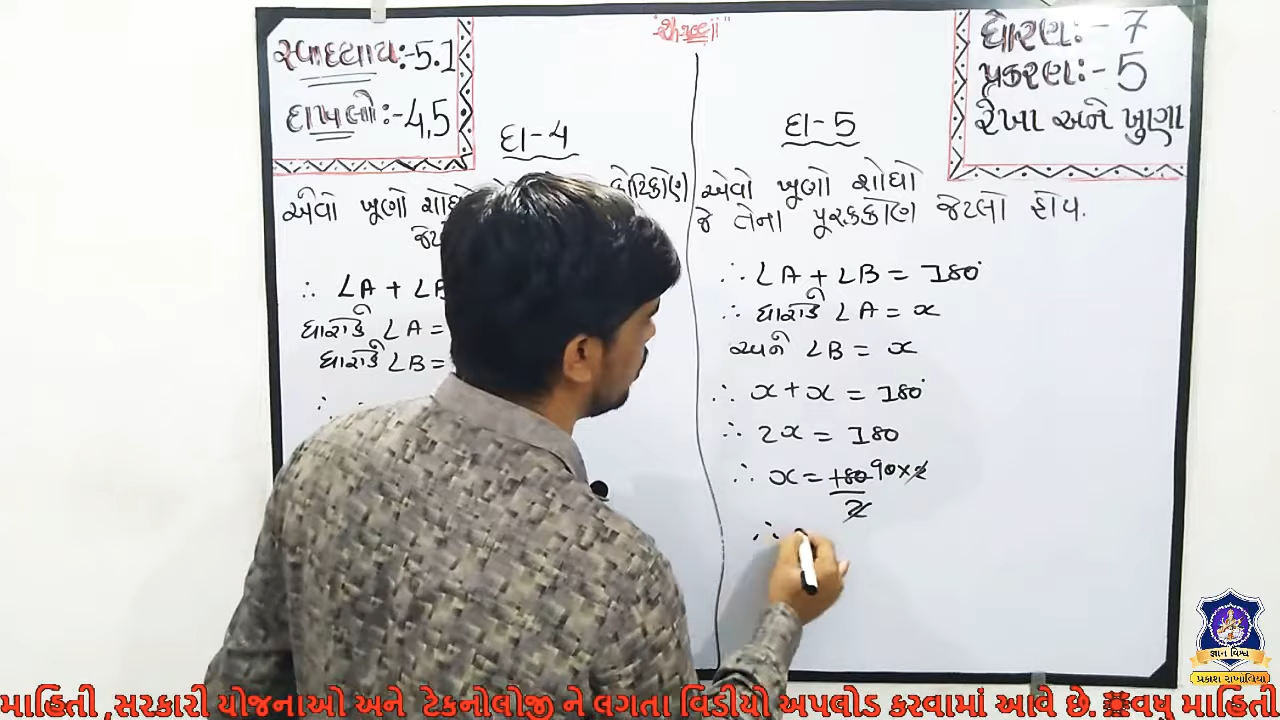 સ્વાધ્યાય:-5.1
દાખલો:-4,5
ધોરણ:- 7
પ્રકરણ:- 5
રેખા અને ખુણા
દા-4
એવો ખૂણો શોધો કોટિકોણ
∴ ∠A + ∠B
ધારોકે ∠A =
ધારોકે ∠B =
∴
દા-5
એવો ખૂણો શોધો
જે તેના પૂરકકોણ જેટલો હોય.
∴ ∠A + ∠B = 180°
∴ ધારોકે ∠A = x
અને ∠B = x
∴ x + x = 180°
∴ 2x = 180
∴ x = 180 90×2
2
∴
જ્ઞાન વિશ્વ
પ્રકાશ રાખોલિયા
માહિતી ,સરકારી યોજનાઓ અને ટેકનોલોજી ને લગતા વિડીયો અપલોડ કરવામાં આવે છે. વધુ માહિતી